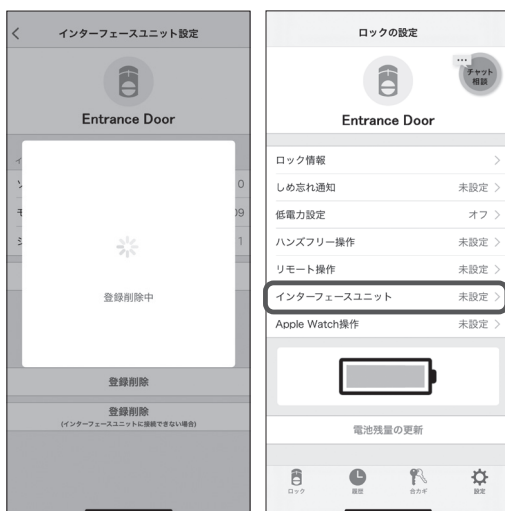 インターフェースユニット設定
Entrance Door
イ
ソ
0
モ
09
シ
1
登録削除中
登録削除
登録削除
(インターフェースユニットに接続できない場合)
ロックの設定
チャット
相談
Entrance Door
ロック情報
しめ忘れ通知 未設定
低電力設定 オフ
ハンズフリー操作 未設定
リモート操作 未設定
インターフェースユニット 未設定
Apple Watch操作 未設定
電池残量の更新
ロック 履歴 合カギ 設定